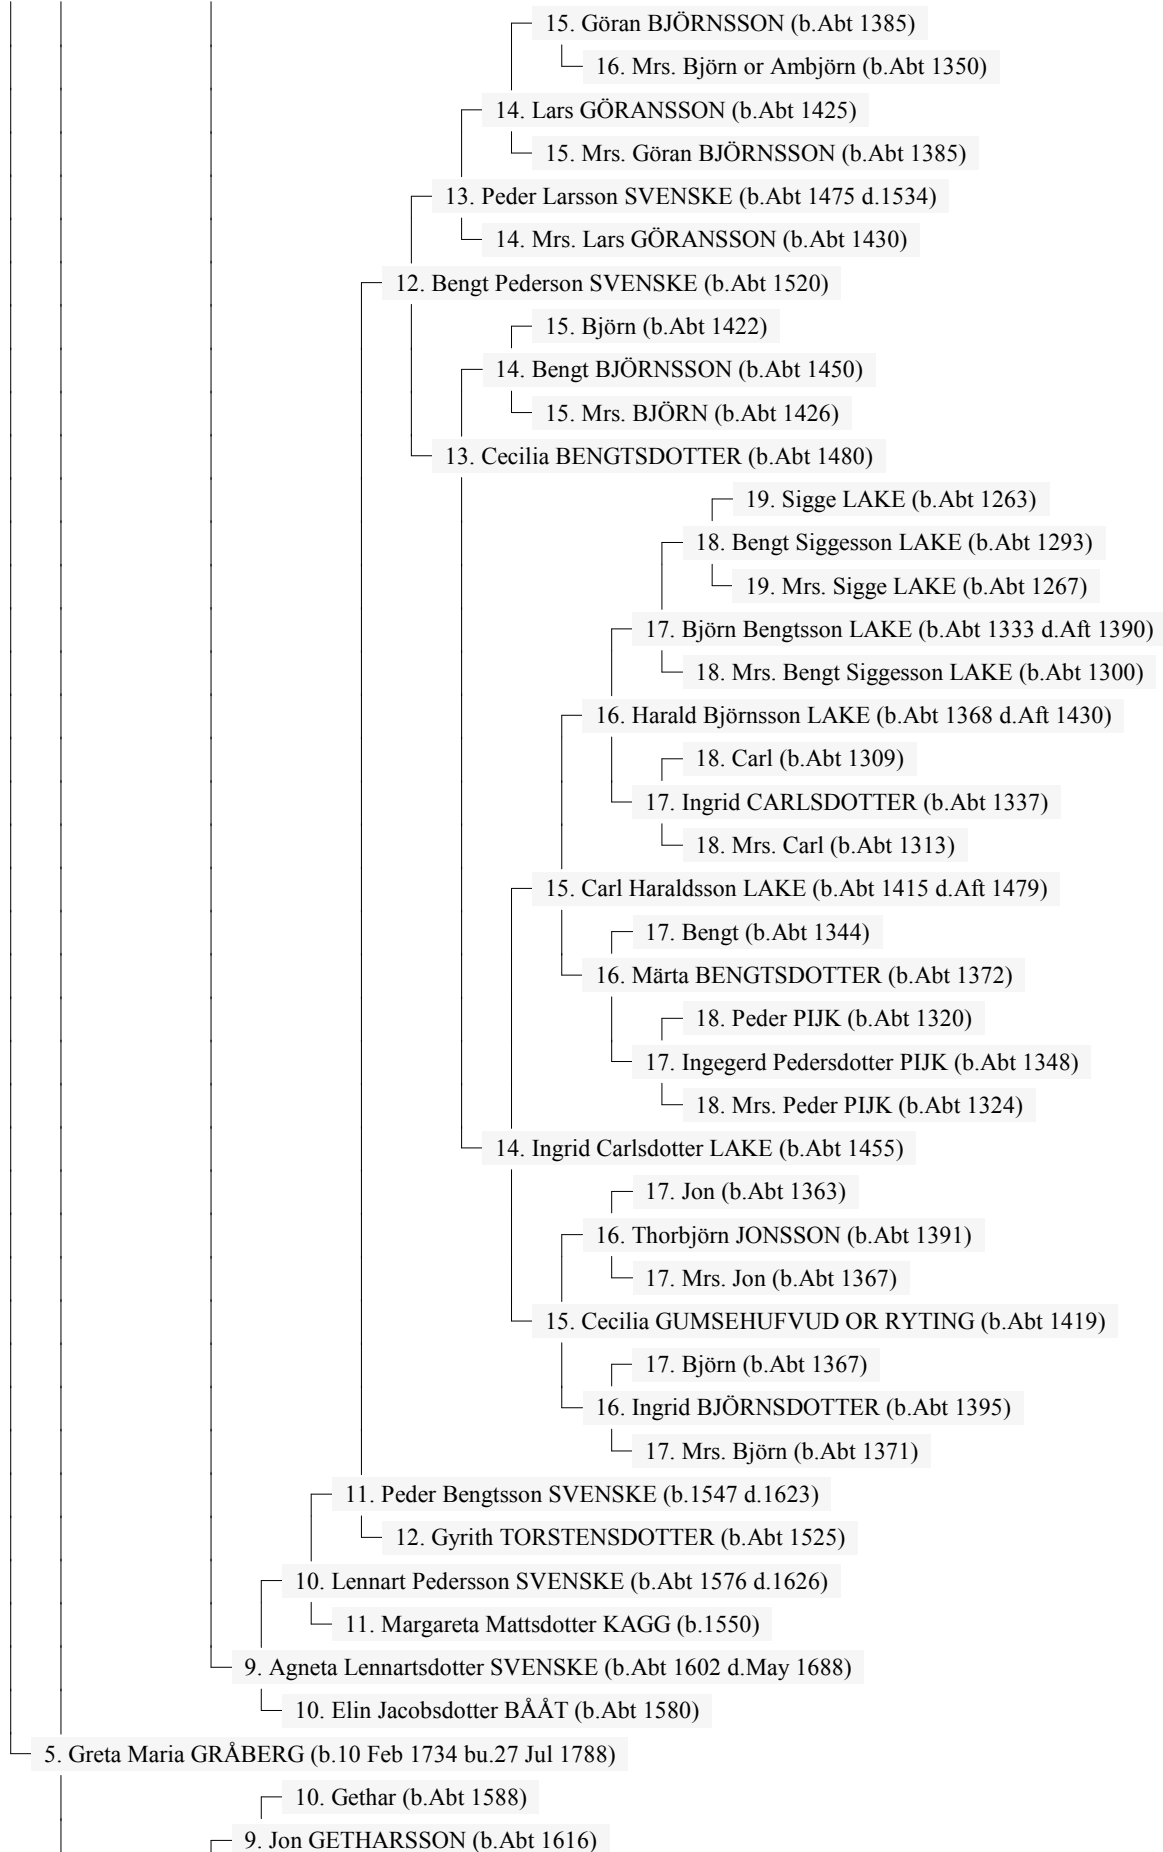 15. Göran BJÖRNSSON (b.Abt 1385)
16. Mrs. Björn or Ambjörn (b.Abt 1350)
14. Lars GÖRANSSON (b.Abt 1425)
15. Mrs. Göran BJÖRNSSON (b.Abt 1385)
13. Peder Larsson SVENSKE (b.Abt 1475 d.1534)
14. Mrs. Lars GÖRANSSON (b.Abt 1430)
12. Bengt Pederson SVENSKE (b.Abt 1520)
15. Björn (b.Abt 1422)
14. Bengt BJÖRNSSON (b.Abt 1450)
15. Mrs. BJÖRN (b.Abt 1426)
13. Cecilia BENGTSDOTTER (b.Abt 1480)
19. Sigge LAKE (b.Abt 1263)
18. Bengt Siggesson LAKE (b.Abt 1293)
19. Mrs. Sigge LAKE (b.Abt 1267)
17. Björn Bengtsson LAKE (b.Abt 1333 d.Aft 1390)
18. Mrs. Bengt Siggesson LAKE (b.Abt 1300)
16. Harald Björnsson LAKE (b.Abt 1368 d.Aft 1430)
18. Carl (b.Abt 1309)
17. Ingrid CARLSDOTTER (b.Abt 1337)
18. Mrs. Carl (b.Abt 1313)
15. Carl Haraldsson LAKE (b.Abt 1415 d.Aft 1479)
17. Bengt (b.Abt 1344)
16. Märta BENGTSDOTTER (b.Abt 1372)
18. Peder PIJK (b.Abt 1320)
17. Ingegerd Pedersdotter PIJK (b.Abt 1348)
18. Mrs. Peder PIJK (b.Abt 1324)
14. Ingrid Carlsdotter LAKE (b.Abt 1455)
17. Jon (b.Abt 1363)
16. Thorbjörn JONSSON (b.Abt 1391)
17. Mrs. Jon (b.Abt 1367)
15. Cecilia GUMSEHUFVUD OR RYTING (b.Abt 1419)
17. Björn (b.Abt 1367)
16. Ingrid BJÖRNSDOTTER (b.Abt 1395)
17. Mrs. Björn (b.Abt 1371)
11. Peder Bengtsson SVENSKE (b.1547 d.1623)
12. Gyrith TORSTENSDOTTER (b.Abt 1525)
10. Lennart Pedersson SVENSKE (b.Abt 1576 d.1626)
11. Margareta Mattsdotter KAGG (b.1550)
9. Agneta Lennartsdotter SVENSKE (b.Abt 1602 d.May 1688)
10. Elin Jacobsdotter BÅÅT (b.Abt 1580)
5. Greta Maria GRÅBERG (b.10 Feb 1734 bu.27 Jul 1788)
10. Gethar (b.Abt 1588)
9. Jon GETHARSSON (b.Abt 1616)